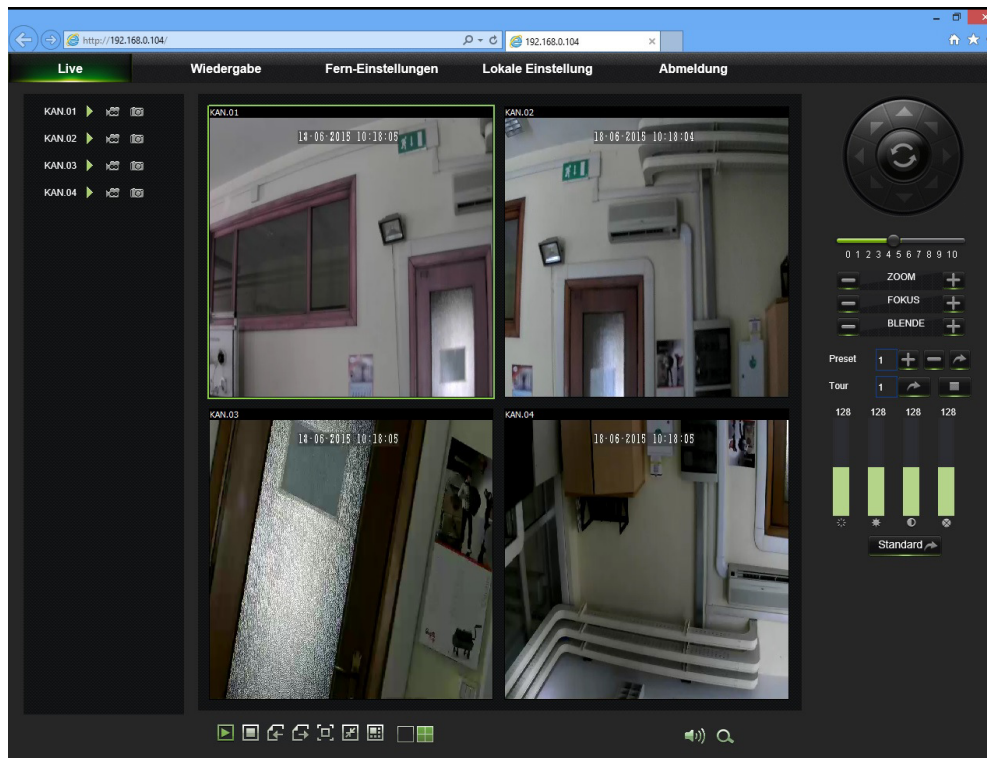 http://192.168.0.104/
192.168.0.104
Live Wiedergabe Fern-Einstellungen Lokale Einstellung Abmeldung
KAN.01
KAN.02
KAN.03
KAN.04
KAN.01
18-06-2015 10:18:05
KAN.02
18-06-2015 10:18:04
KAN.03
18-06-2015 10:18:05
KAN.04
18-06-2015 10:18:05
0 1 2 3 4 5 6 7 8 9 10
ZOOM
FOKUS
BLENDE
Preset 1
Tour 1
128 128 128 128
Standard